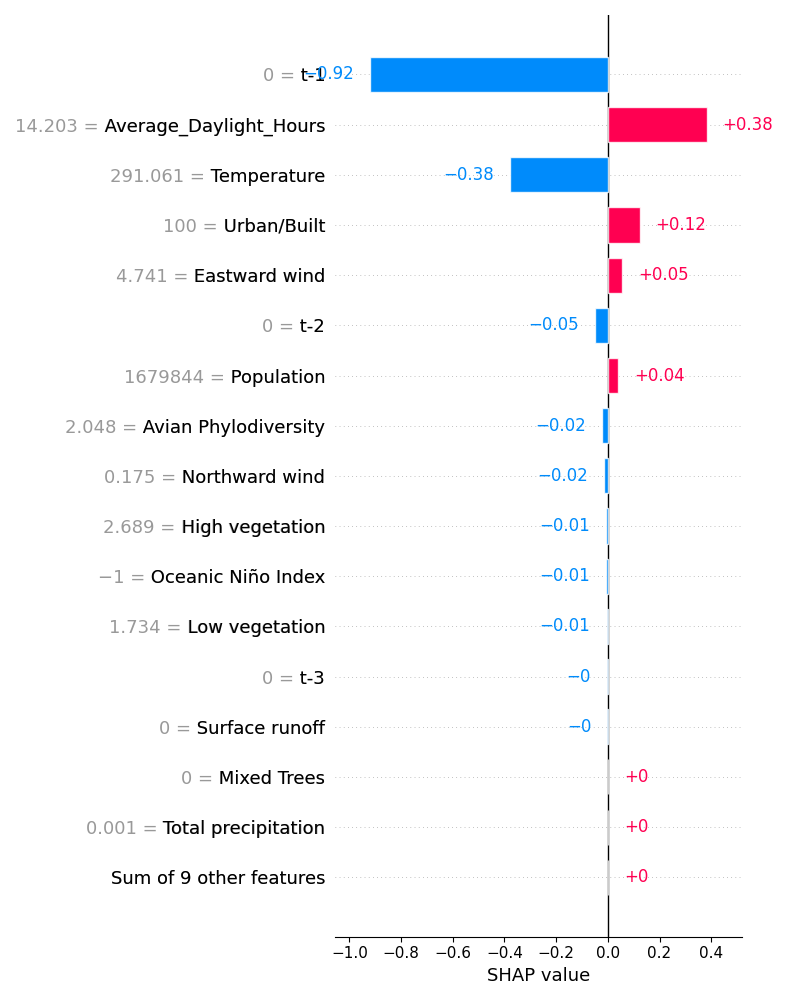 0 = t-1 −0.92
14.203 = Average_Daylight_Hours +0.38
291.061 = Temperature −0.38
100 = Urban/Built +0.12
4.741 = Eastward wind +0.05
0 = t-2 −0.05
1679844 = Population +0.04
2.048 = Avian Phylodiversity −0.02
0.175 = Northward wind −0.02
2.689 = High vegetation −0.01
−1 = Oceanic Niño Index −0.01
1.734 = Low vegetation −0.01
0 = t-3 −0
0 = Surface runoff −0
0 = Mixed Trees +0
0.001 = Total precipitation +0
Sum of 9 other features +0
−1.0 −0.8 −0.6 −0.4 −0.2 0.0 0.2 0.4
SHAP value